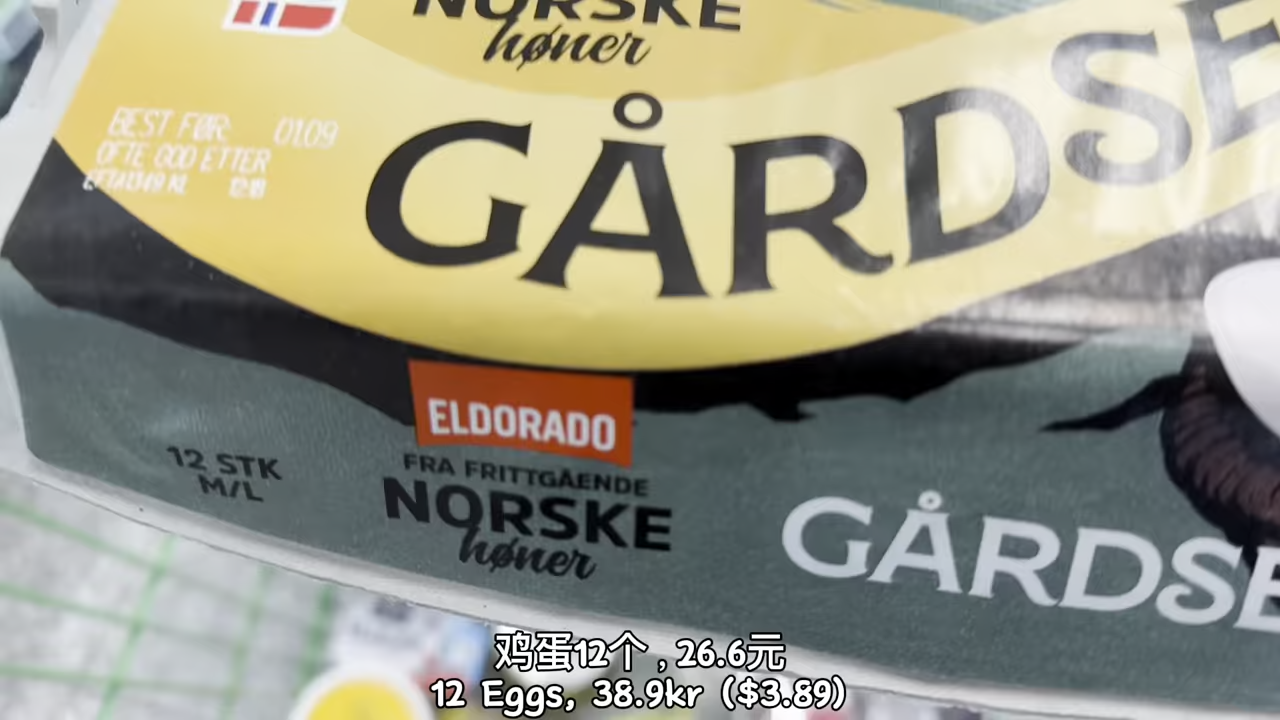 NORSKE
høner
GÅRDSE
BEST FØR: 0109
OFTE GOD ETTER
ELDORADO
FRA FRITTGÅENDE
NORSKE
høner
12 STK
M/L
GÅRDSE
鸡蛋12个 , 26.6元
12 Eggs, 38.9kr ($3.89)